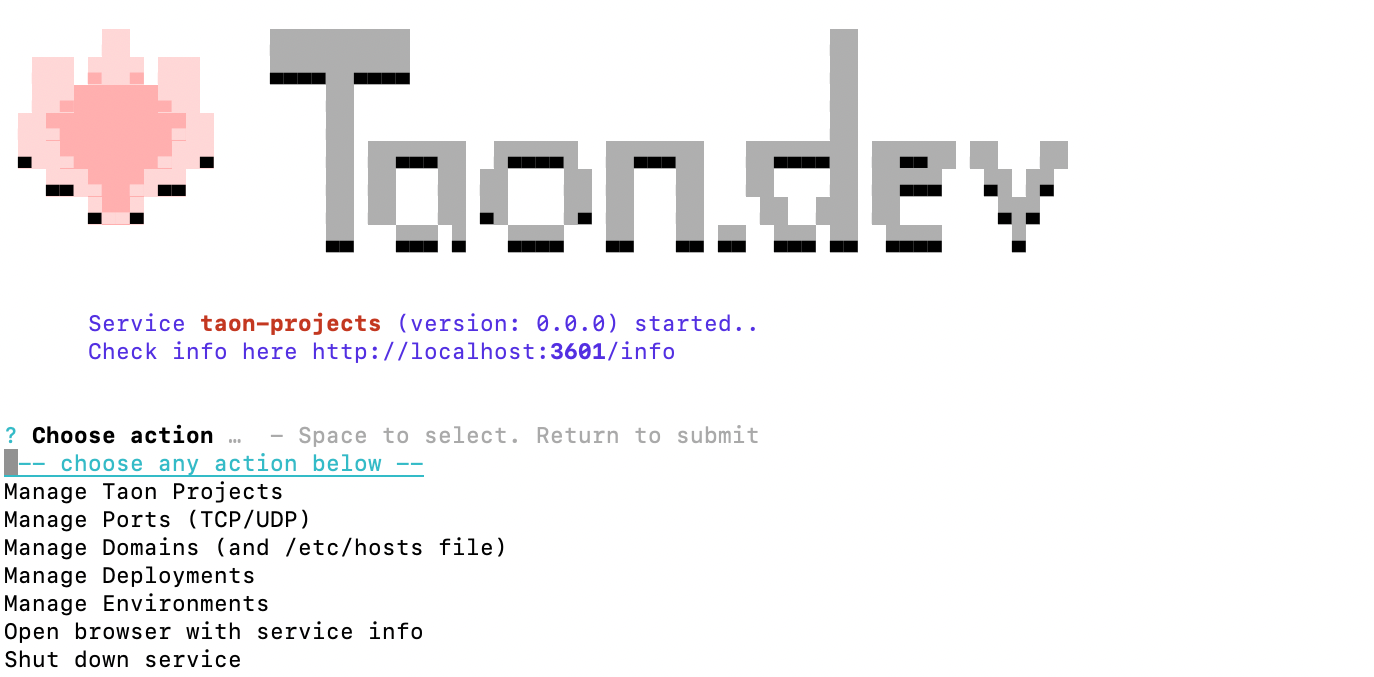 Taon.dev
Service taon-projects (version: 0.0.0) started..
Check info here http://localhost:3601/info
? Choose action … – Space to select. Return to submit
-- choose any action below --
Manage Taon Projects
Manage Ports (TCP/UDP)
Manage Domains (and /etc/hosts file)
Manage Deployments
Manage Environments
Open browser with service info
Shut down service